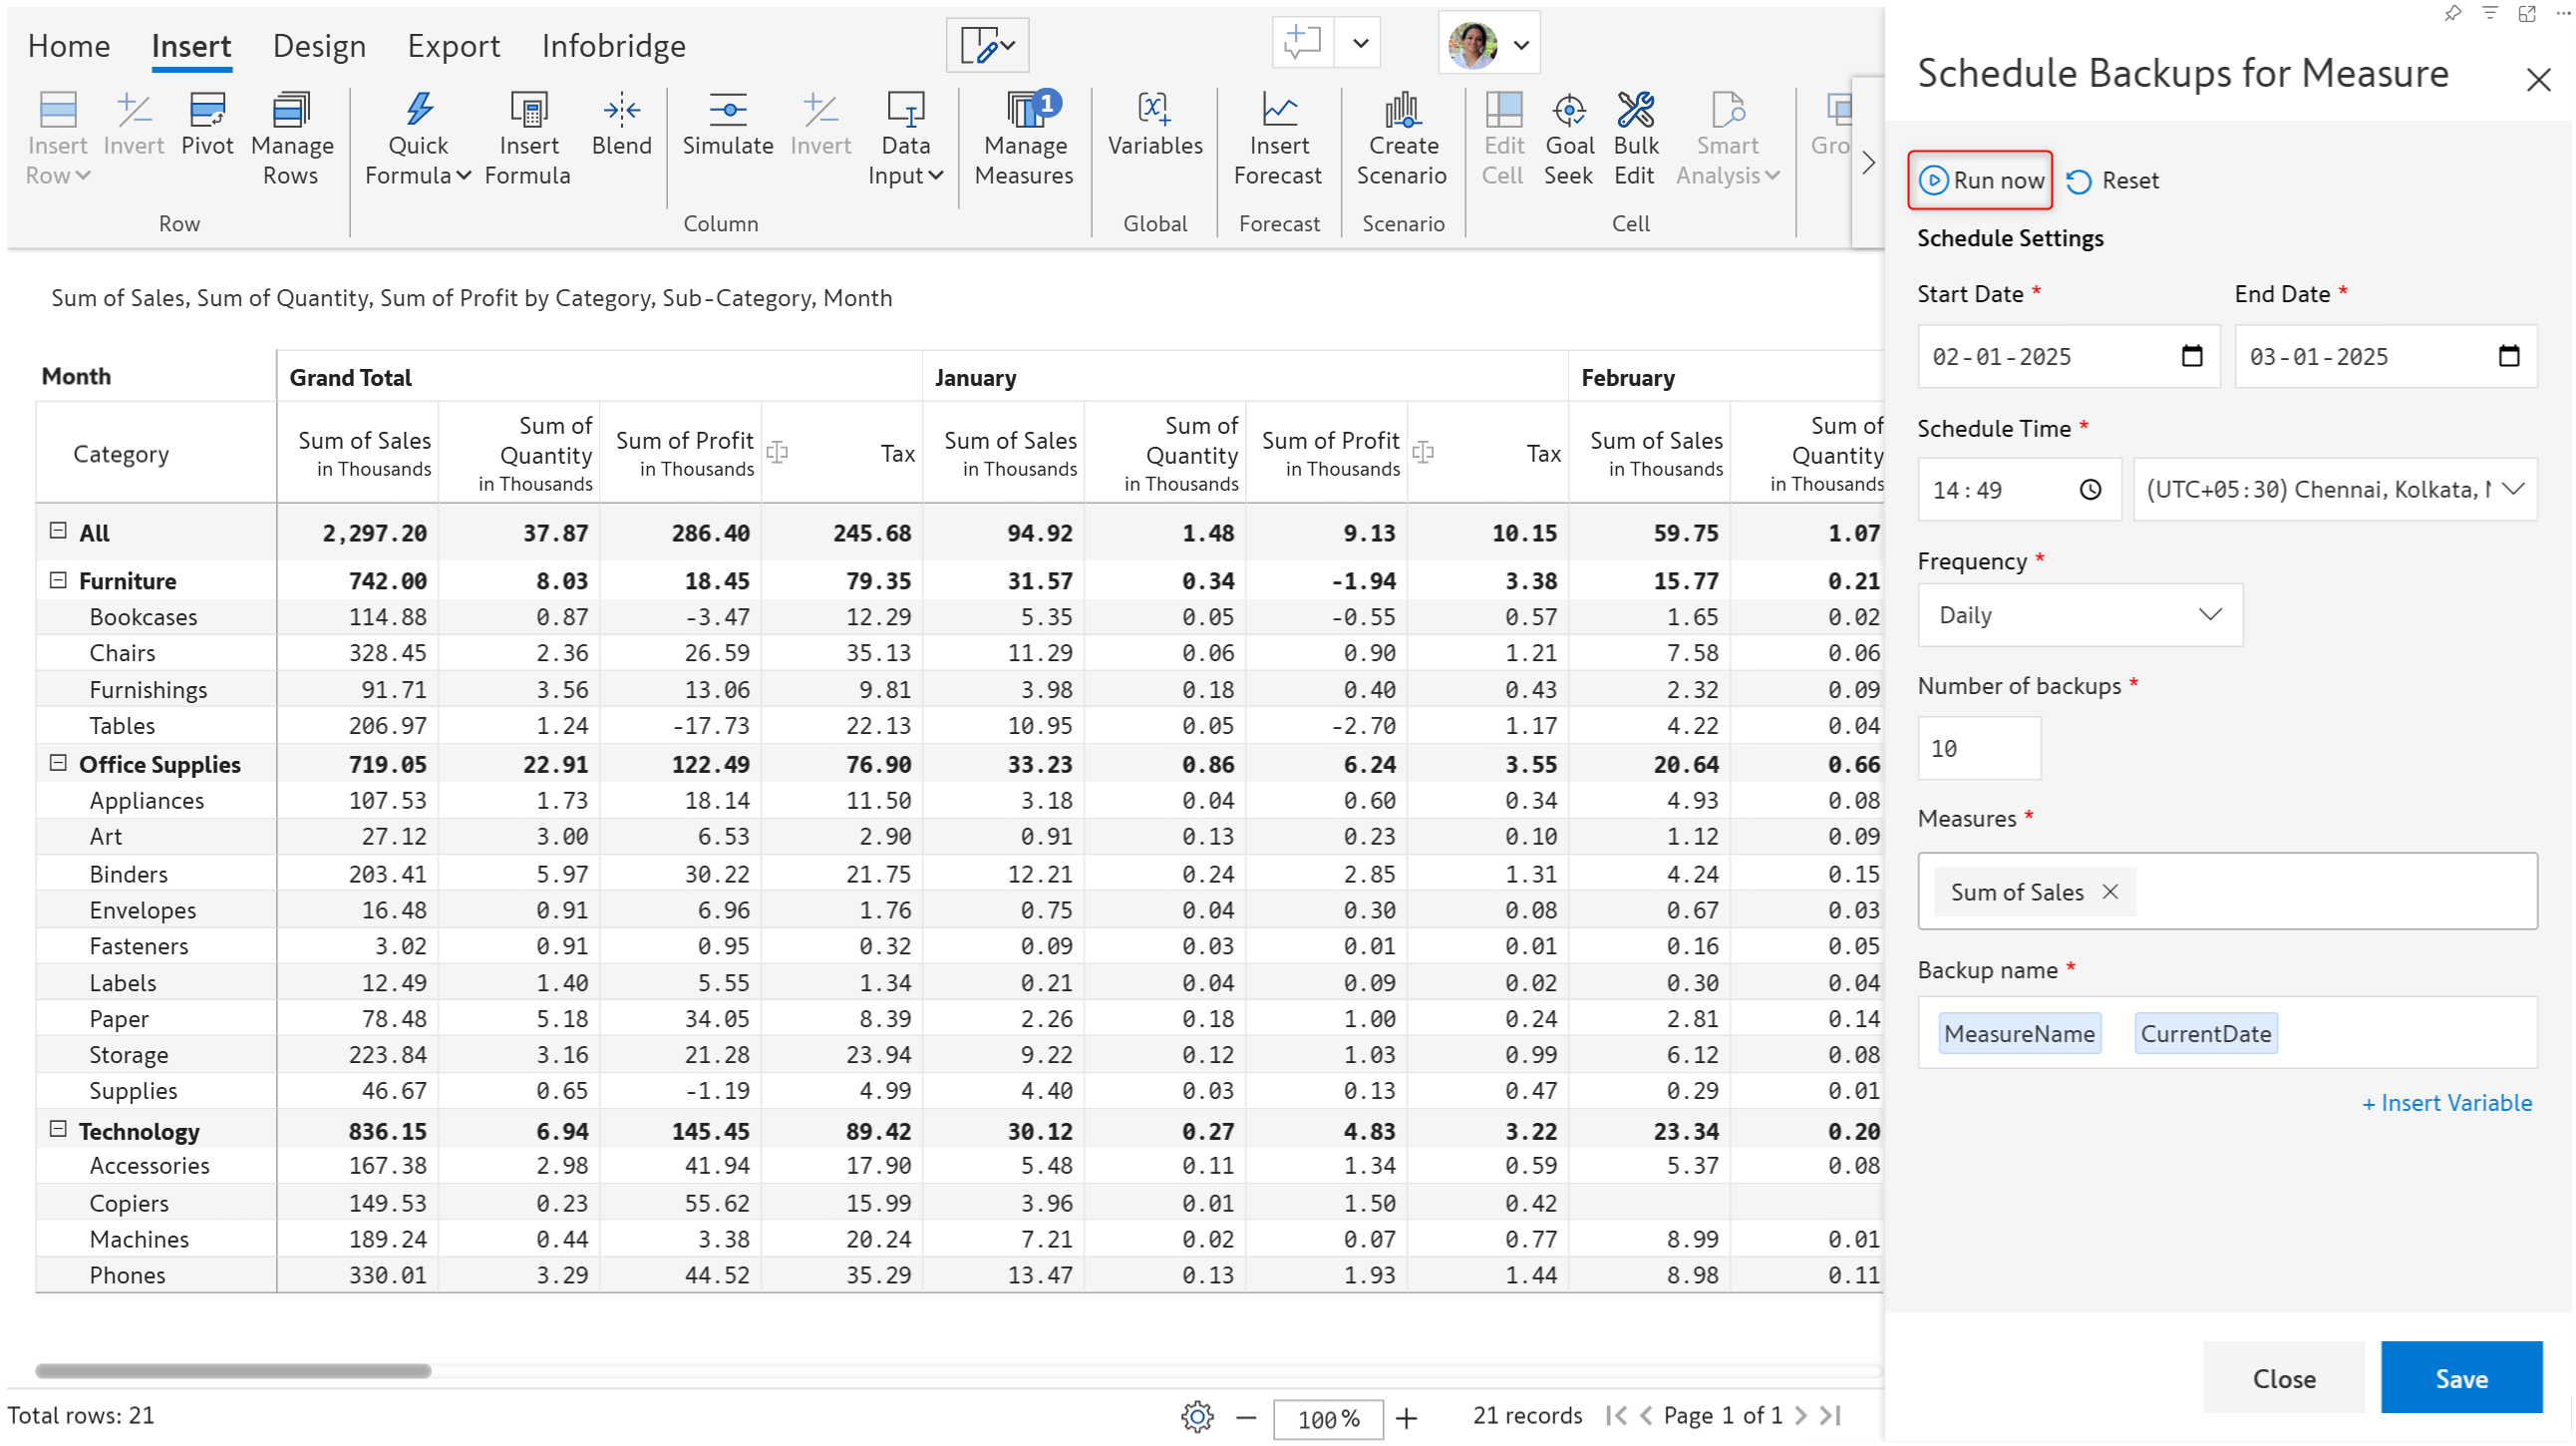 Home Insert Design Export Infobridge
Insert Row Invert Pivot Manage Rows
Row
Quick Formula Insert Formula Blend Simulate Invert Data Input Manage Measures 1
Column
Variables
Global
Insert Forecast
Forecast
Create Scenario
Scenario
Edit Cell Goal Seek Bulk Edit Smart Analysis
Cell
Gro
Sum of Sales, Sum of Quantity, Sum of Profit by Category, Sub-Category, Month
Month Grand Total January February
Category Sum of Sales in Thousands Sum of Quantity in Thousands Sum of Profit in Thousands Tax Sum of Sales in Thousands Sum of Quantity in Thousands Sum of Profit in Thousands Tax Sum of Sales in Thousands Sum of Quantity in Thousands
All 2,297.20 37.87 286.40 245.68 94.92 1.48 9.13 10.15 59.75 1.07
Furniture 742.00 8.03 18.45 79.35 31.57 0.34 -1.94 3.38 15.77 0.21
Bookcases 114.88 0.87 -3.47 12.29 5.35 0.05 -0.55 0.57 1.65 0.02
Chairs 328.45 2.36 26.59 35.13 11.29 0.06 0.90 1.21 7.58 0.06
Furnishings 91.71 3.56 13.06 9.81 3.98 0.18 0.40 0.43 2.32 0.09
Tables 206.97 1.24 -17.73 22.13 10.95 0.05 -2.70 1.17 4.22 0.04
Office Supplies 719.05 22.91 122.49 76.90 33.23 0.86 6.24 3.55 20.64 0.66
Appliances 107.53 1.73 18.14 11.50 3.18 0.04 0.60 0.34 4.93 0.08
Art 27.12 3.00 6.53 2.90 0.91 0.13 0.23 0.10 1.12 0.09
Binders 203.41 5.97 30.22 21.75 12.21 0.24 2.85 1.31 4.24 0.15
Envelopes 16.48 0.91 6.96 1.76 0.75 0.04 0.30 0.08 0.67 0.03
Fasteners 3.02 0.91 0.95 0.32 0.09 0.03 0.01 0.01 0.16 0.05
Labels 12.49 1.40 5.55 1.34 0.21 0.04 0.09 0.02 0.30 0.04
Paper 78.48 5.18 34.05 8.39 2.26 0.18 1.00 0.24 2.81 0.14
Storage 223.84 3.16 21.28 23.94 9.22 0.12 1.03 0.99 6.12 0.08
Supplies 46.67 0.65 -1.19 4.99 4.40 0.03 0.13 0.47 0.29 0.01
Technology 836.15 6.94 145.45 89.42 30.12 0.27 4.83 3.22 23.34 0.20
Accessories 167.38 2.98 41.94 17.90 5.48 0.11 1.34 0.59 5.37 0.08
Copiers 149.53 0.23 55.62 15.99 3.96 0.01 1.50 0.42
Machines 189.24 0.44 3.38 20.24 7.21 0.02 0.07 0.77 8.99 0.01
Phones 330.01 3.29 44.52 35.29 13.47 0.13 1.93 1.44 8.98 0.11
Total rows: 21
100%
21 records Page 1 of 1
Schedule Backups for Measure
Run now Reset
Schedule Settings
Start Date * End Date *
02-01-2025 03-01-2025
Schedule Time *
14:49 (UTC+05:30) Chennai, Kolkata,
Frequency *
Daily
Number of backups *
10
Measures *
Sum of Sales
Backup name *
MeasureName CurrentDate
+ Insert Variable
Close Save